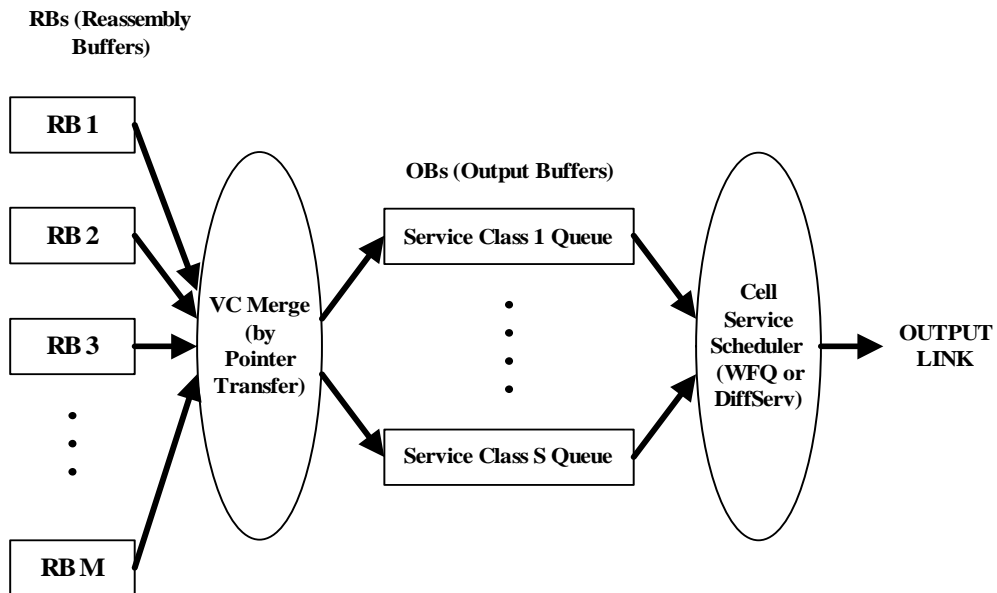 RBs (Reassembly
Buffers)
RB 1
RB 2
RB 3
RB M
VC Merge
(by
Pointer
Transfer)
OBs (Output Buffers)
Service Class 1 Queue
Service Class S Queue
Cell
Service
Scheduler
(WFQ or
DiffServ)
OUTPUT
LINK